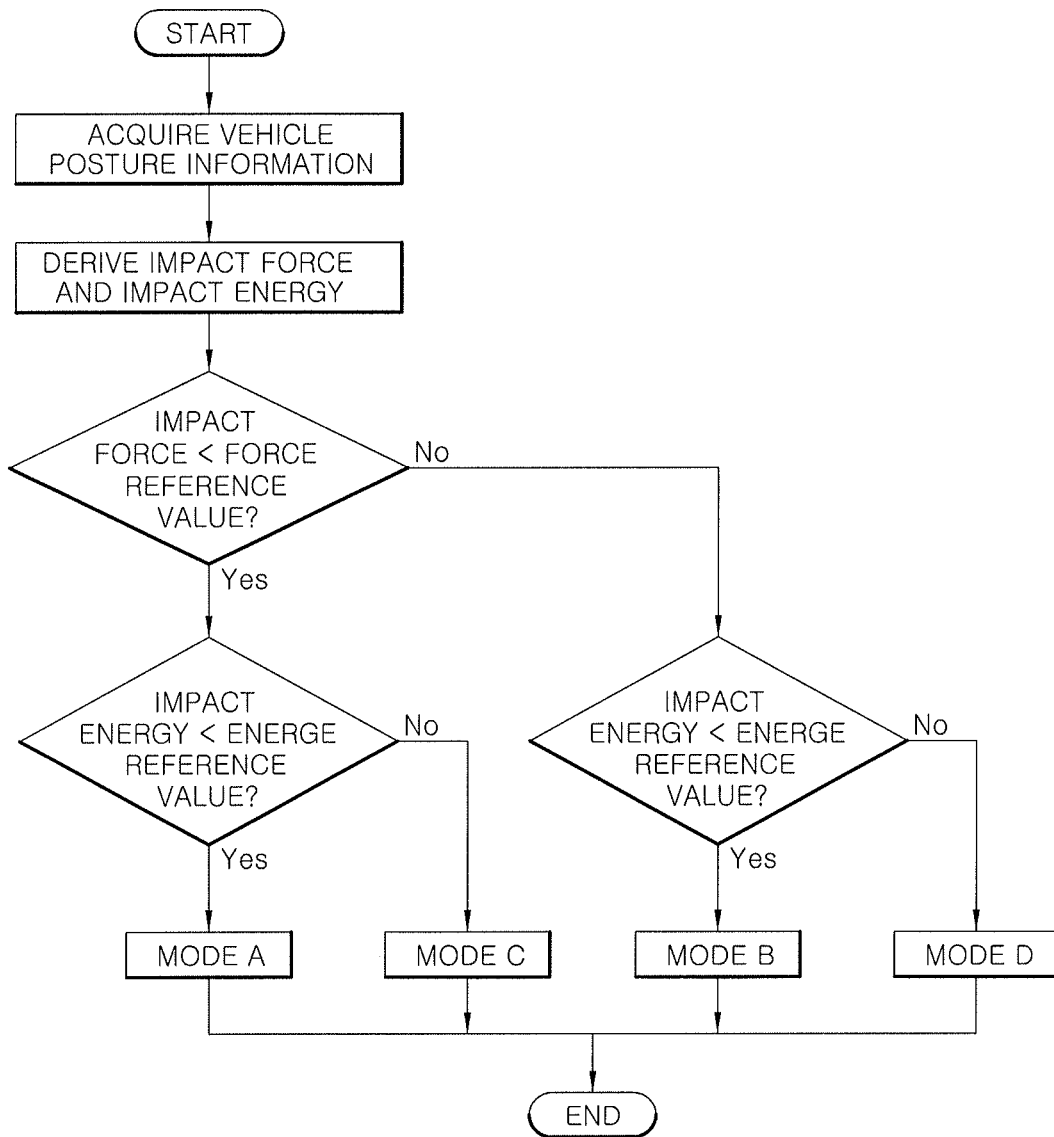 START
ACQUIRE VEHICLE
POSTURE INFORMATION
DERIVE IMPACT FORCE
AND IMPACT ENERGY
IMPACT
FORCE < FORCE
REFERENCE
VALUE?
No
Yes
IMPACT
ENERGY < ENERGE
REFERENCE
VALUE?
No
Yes
IMPACT
ENERGY < ENERGE
REFERENCE
VALUE?
No
Yes
MODE A
MODE C
MODE B
MODE D
END